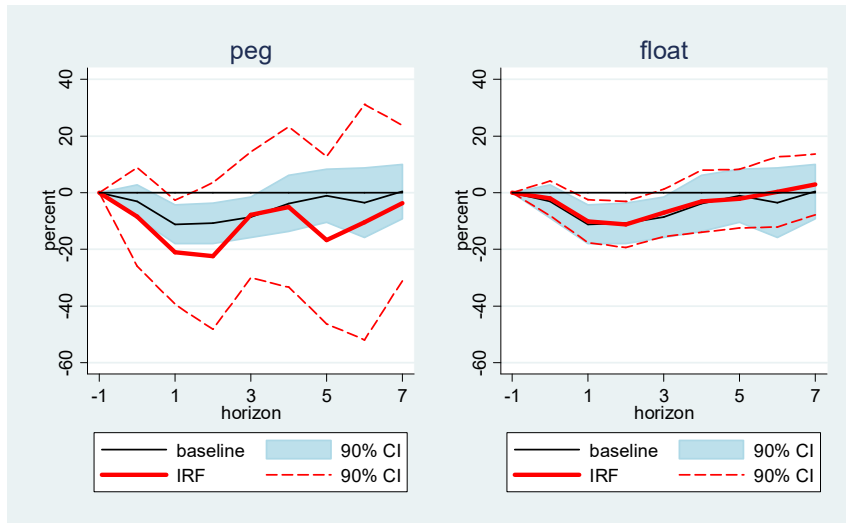 peg
float
percent
40
20
0
-20
-40
-60
-1
1
3
5
7
horizon
percent
40
20
0
-20
-40
-60
-1
1
3
5
7
horizon
baseline 90% CI
IRF 90% CI
baseline 90% CI
IRF 90% CI